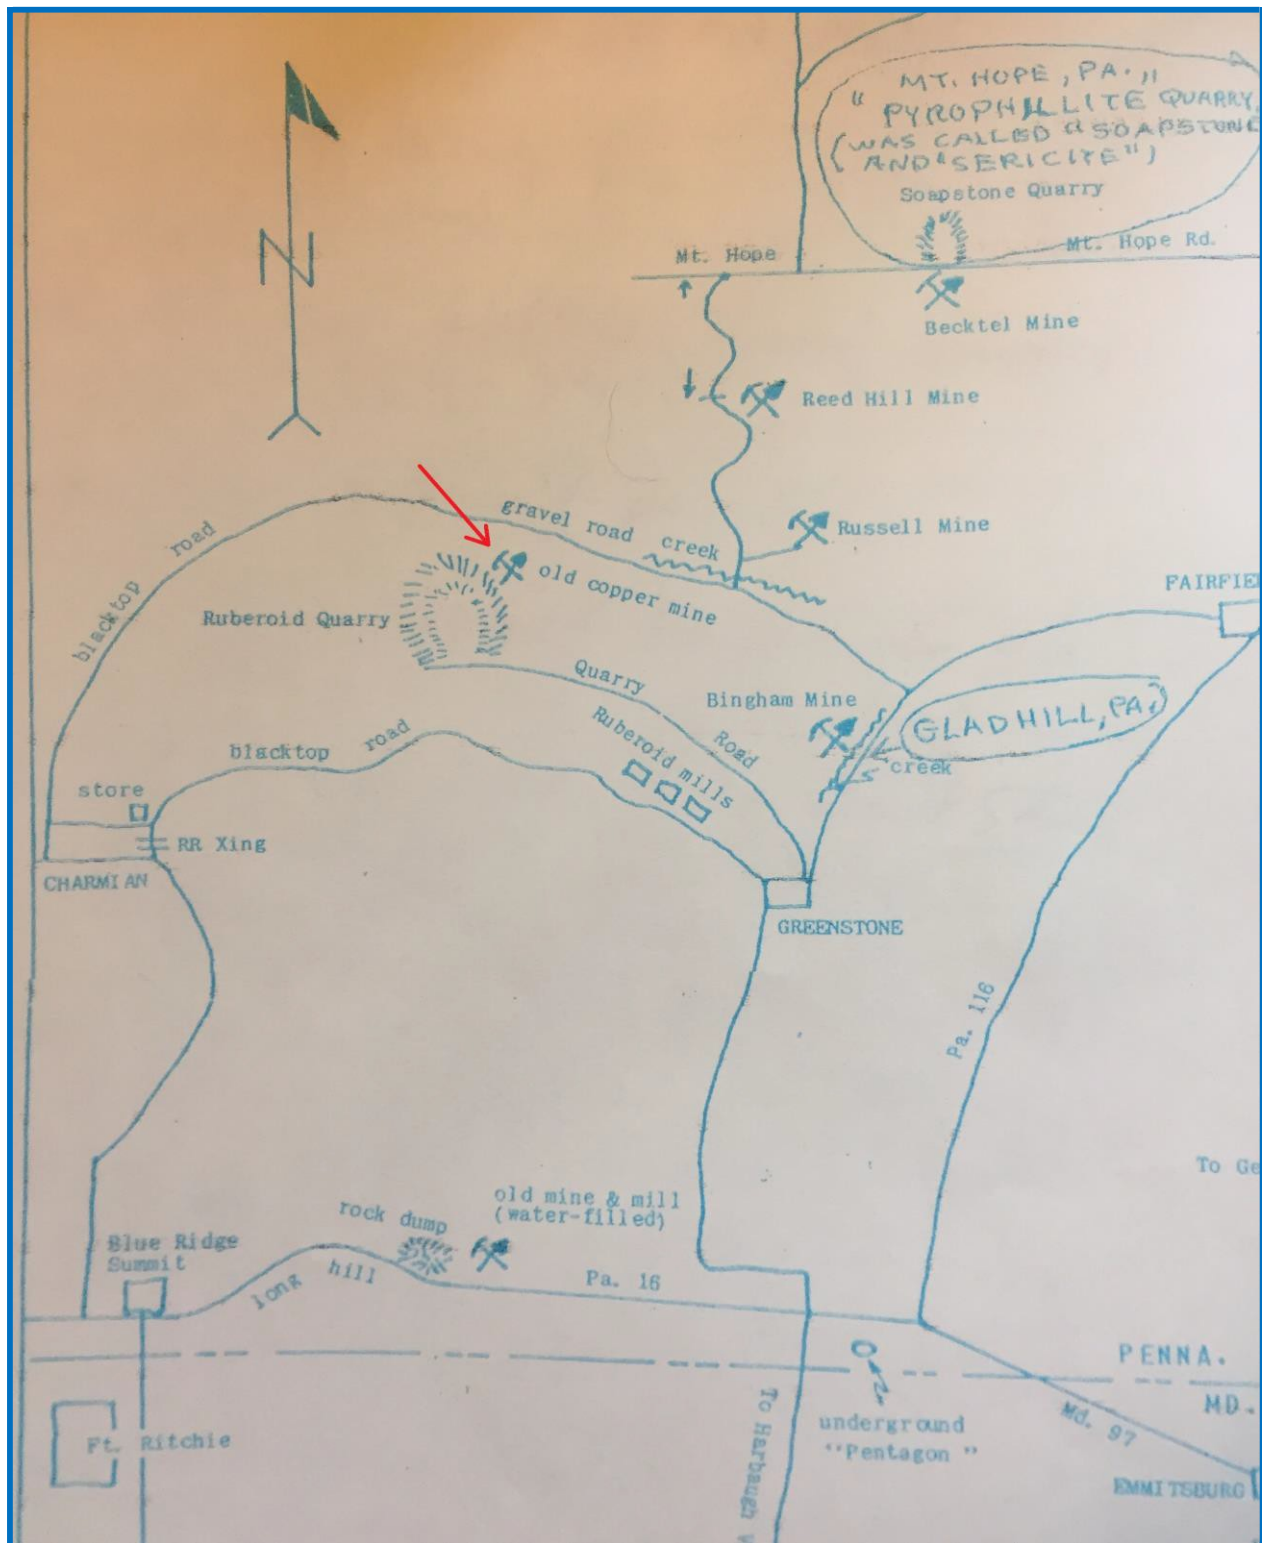 MT. HOPE, PA."
" PYROPHILLITE QUARRY,
(WAS CALLED "SOAPSTONE
AND "SERICITE")
Soapstone Quarry
N
Mt. Hope
Mt. Hope Rd.
Becktel Mine
Reed Hill Mine
gravel road
creek
Russell Mine
blacktop road
old copper mine
FAIRFIE
Ruberoid Quarry
Quarry Road
Bingham Mine
GLADHILL, PA.
blacktop road
Ruberoid mills
creek
store
RR Xing
CHARMIAN
GREENSTONE
Pa. 116
To Ge
old mine & mill
(water-filled)
rock dump
Blue Ridge
Summit
long hill
Pa. 16
PENNA.
MD.
Md. 97
To Harbaugh V
underground
"Pentagon "
Ft. Ritchie
EMMITSBURG